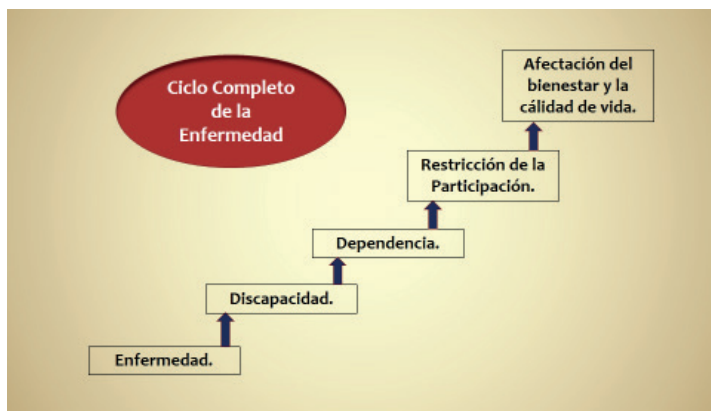 Ciclo Completo
de la
Enfermedad
Afectación del
bienestar y la
cálidad de vida.
Restricción de la
Participación.
Dependencia.
Discapacidad.
Enfermedad.